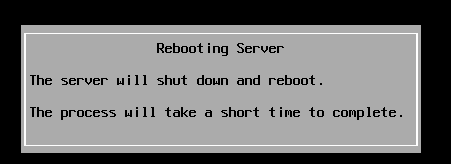 Rebooting Server
The server will shut down and reboot.
The process will take a short time to complete.